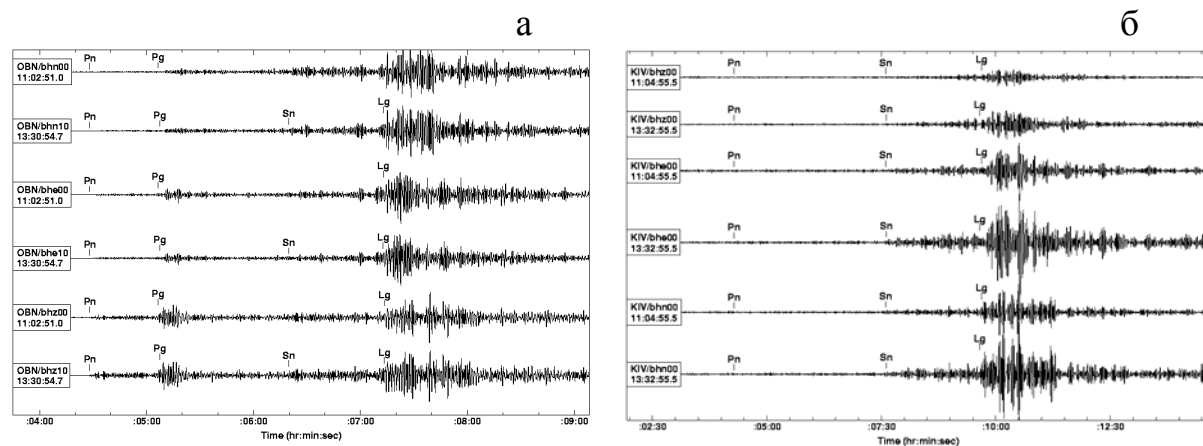 а
Pn Pg
OBN/bhn00
11:02:51.0
Pn Pg Sn Lg
OBN/bhn10
13:30:54.7
Pn Pg Lg
OBN/bhe00
11:02:51.0
Pn Pg Sn Lg
OBN/bhe10
13:30:54.7
Pn Pg Lg
OBN/bhz00
11:02:51.0
Pn Pg Sn Lg
OBN/bhz10
13:30:54.7
:04:00 :05:00 :06:00 :07:00 :08:00 :09:00
Time (hr:min:sec)
б
Pn Sn Lg
KIV/bhz00
11:04:55.5
Pn Sn Lg
KIV/bhz00
13:32:55.5
Pn Sn Lg
KIV/bhe00
11:04:55.5
Pn Sn Lg
KIV/bhe00
13:32:55.5
Pn Sn Lg
KIV/bhn00
11:04:55.5
Pn Sn Lg
KIV/bhn00
13:32:55.5
:02:30 :05:00 :07:30 :10:00 :12:30
Time (hr:min:sec)